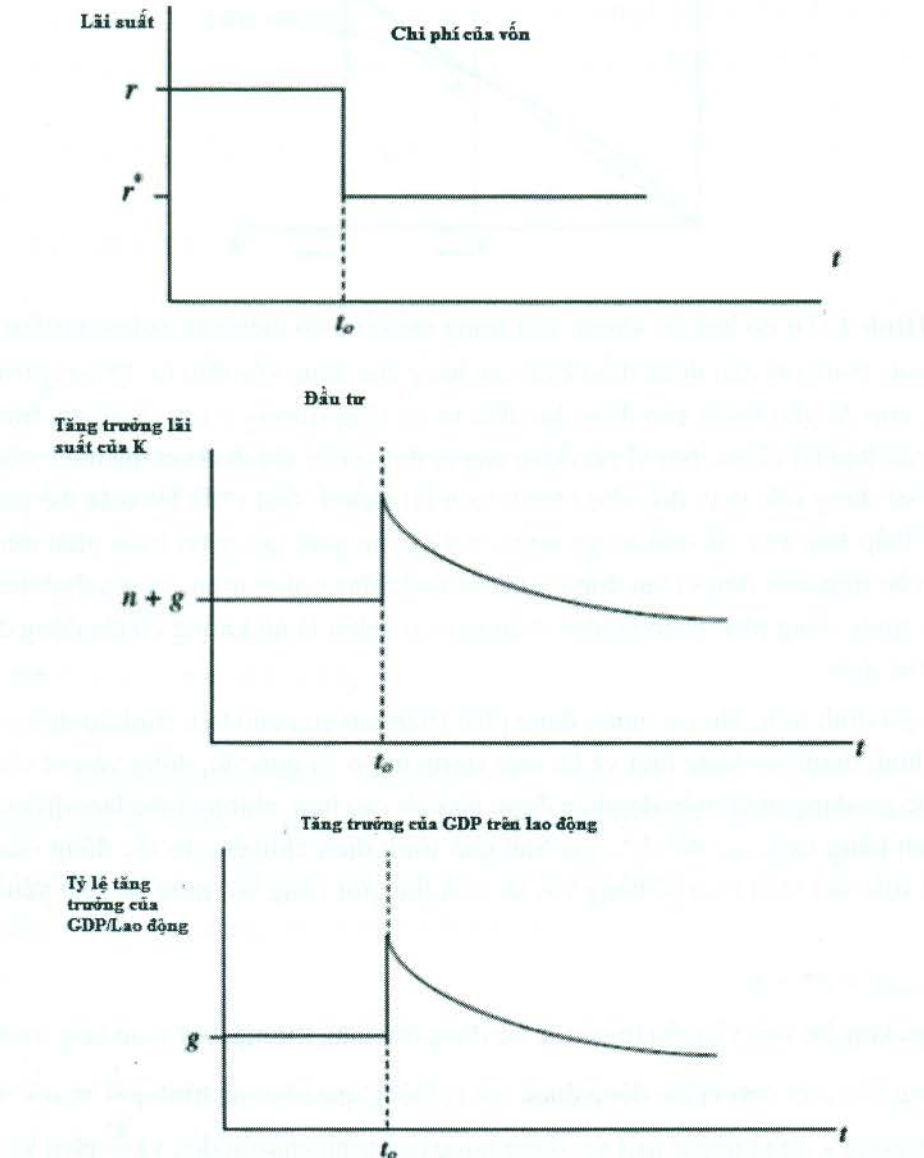 Lãi suất
Chi phí của vốn
r
r*
t
t₀
Đầu tư
Tăng trưởng lãi
suất của K
n + g
t₀
t
Tăng trưởng của GDP trên lao động
Tỷ lệ tăng
trưởng của
GDP/Lao động
g
t₀
t